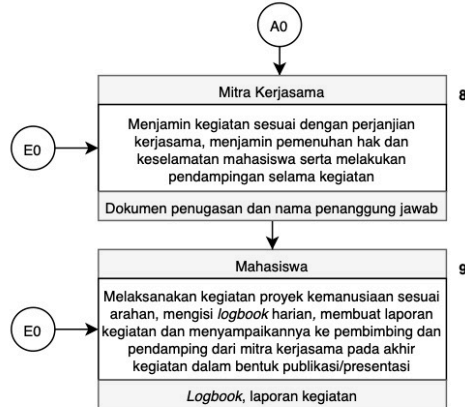 A0
Mitra Kerjasama
8
E0
Menjamin kegiatan sesuai dengan perjanjian
kerjasama, menjamin pemenuhan hak dan
keselamatan mahasiswa serta melakukan
pendampingan selama kegiatan
Dokumen penugasan dan nama penanggung jawab
Mahasiswa
9
E0
Melaksanakan kegiatan proyek kemanusiaan sesuai
arahan, mengisi logbook harian, membuat laporan
kegiatan dan menyampaikannya ke pembimbing dan
pendamping dari mitra kerjasama pada akhir
kegiatan dalam bentuk publikasi/presentasi
Logbook, laporan kegiatan